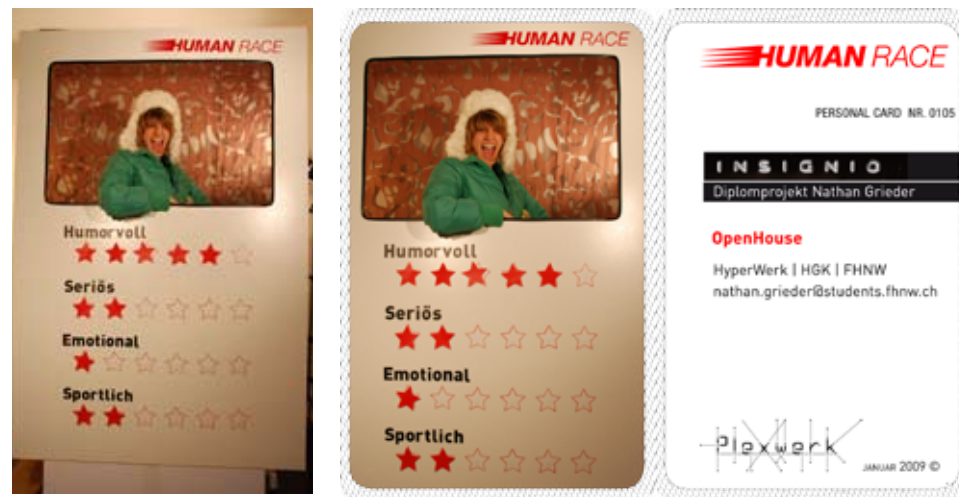 HUMAN RACE
Humorvoll
Seriös
Emotional
Sportlich
HUMAN RACE
Humorvoll
Seriös
Emotional
Sportlich
HUMAN RACE
PERSONAL CARD NR. 0105
INSIGNIO
Diplomprojekt Nathan Grieder
OpenHouse
HyperWerk | HGK | FHNW
nathan.grieder@students.fhnw.ch
Plexwerk
JANUAR 2009 ©